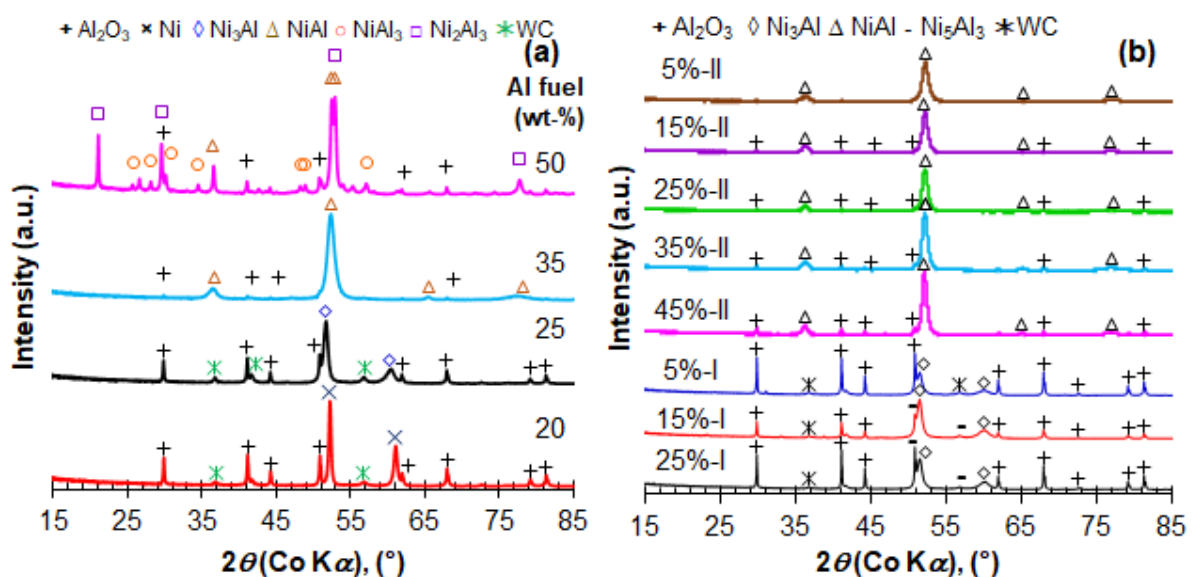 + Al₂O₃ × Ni ◊ Ni₃Al △ NiAl ○ NiAl₃ □ Ni₂Al₃ ✳ WC
(a)
Al fuel
(wt-%)
50
35
25
20
Intensity (a.u.)
15 25 35 45 55 65 75 85
2θ (Co Kα), (°)
+ Al₂O₃ ◊ Ni₃Al △ NiAl - Ni₅Al₃ ✳ WC
(b)
5%-II
15%-II
25%-II
35%-II
45%-II
5%-I
15%-I
25%-I
Intensity (a.u.)
15 25 35 45 55 65 75 85
2θ (Co Kα), (°)